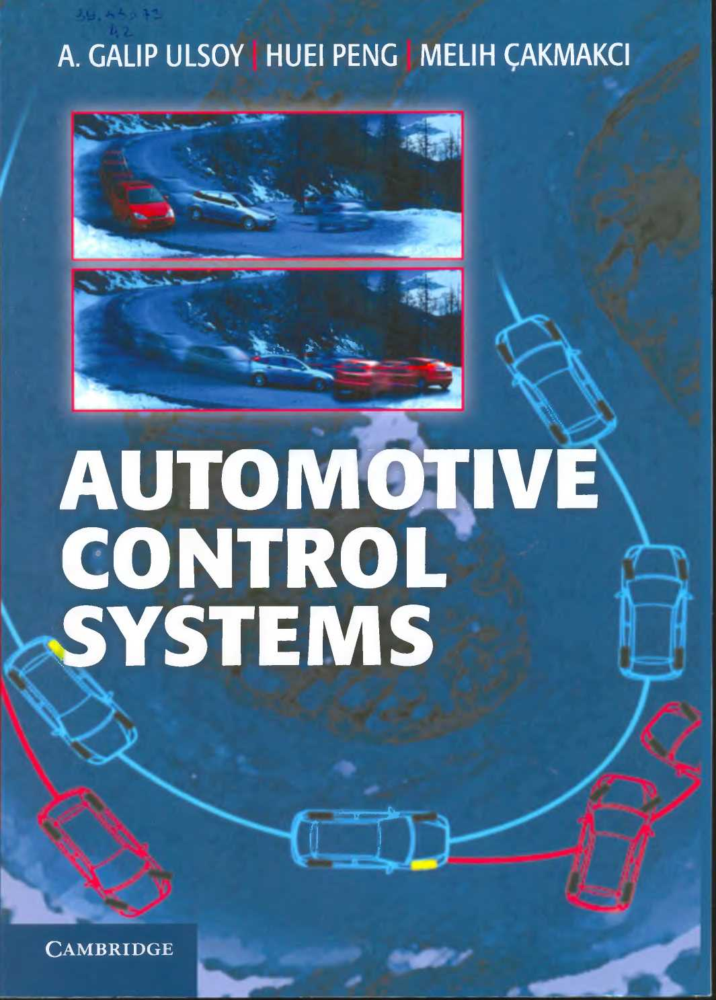 A. GALIP ULSOY | HUEI PENG | MELIH ÇAKMAKCI
AUTOMOTIVE
CONTROL
SYSTEMS
CAMBRIDGE